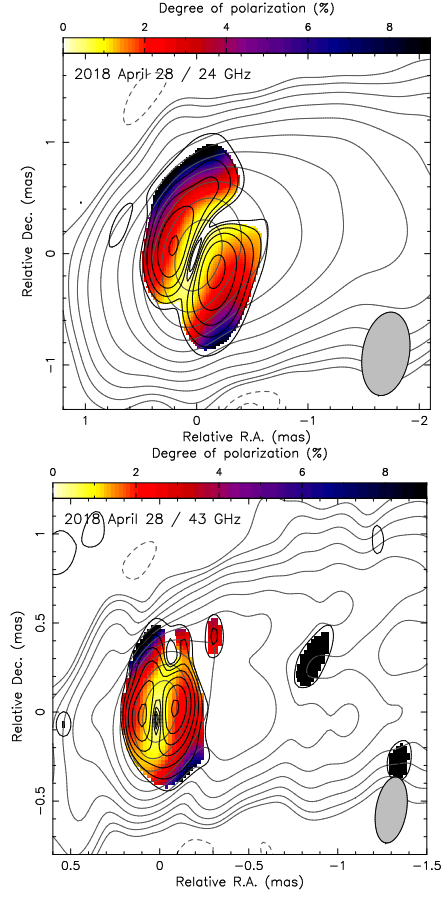 Degree of polarization (%)
0 2 4 6 8
2018 April 28 / 24 GHz
Relative Dec. (mas)
1
0
−1
1 0 −1 −2
Relative R.A. (mas)
Degree of polarization (%)
0 2 4 6 8
2018 April 28 / 43 GHz
Relative Dec. (mas)
1
0.5
0
−0.5
0.5 0 −0.5 −1 −1.5
Relative R.A. (mas)